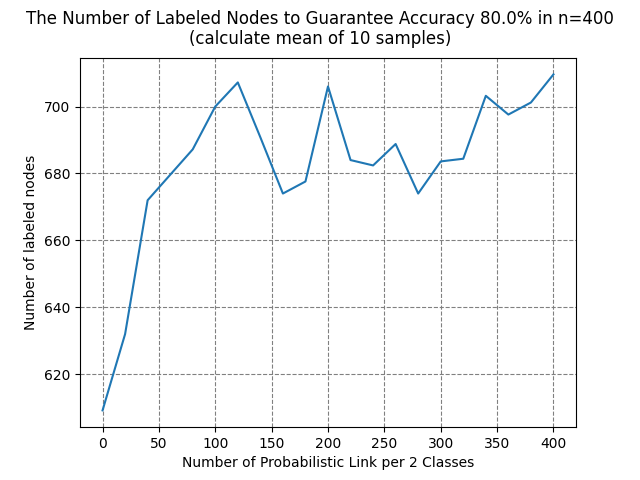 The Number of Labeled Nodes to Guarantee Accuracy 80.0% in n=400
(calculate mean of 10 samples)
Number of labeled nodes
700
680
660
640
620
0 50 100 150 200 250 300 350 400
Number of Probabilistic Link per 2 Classes